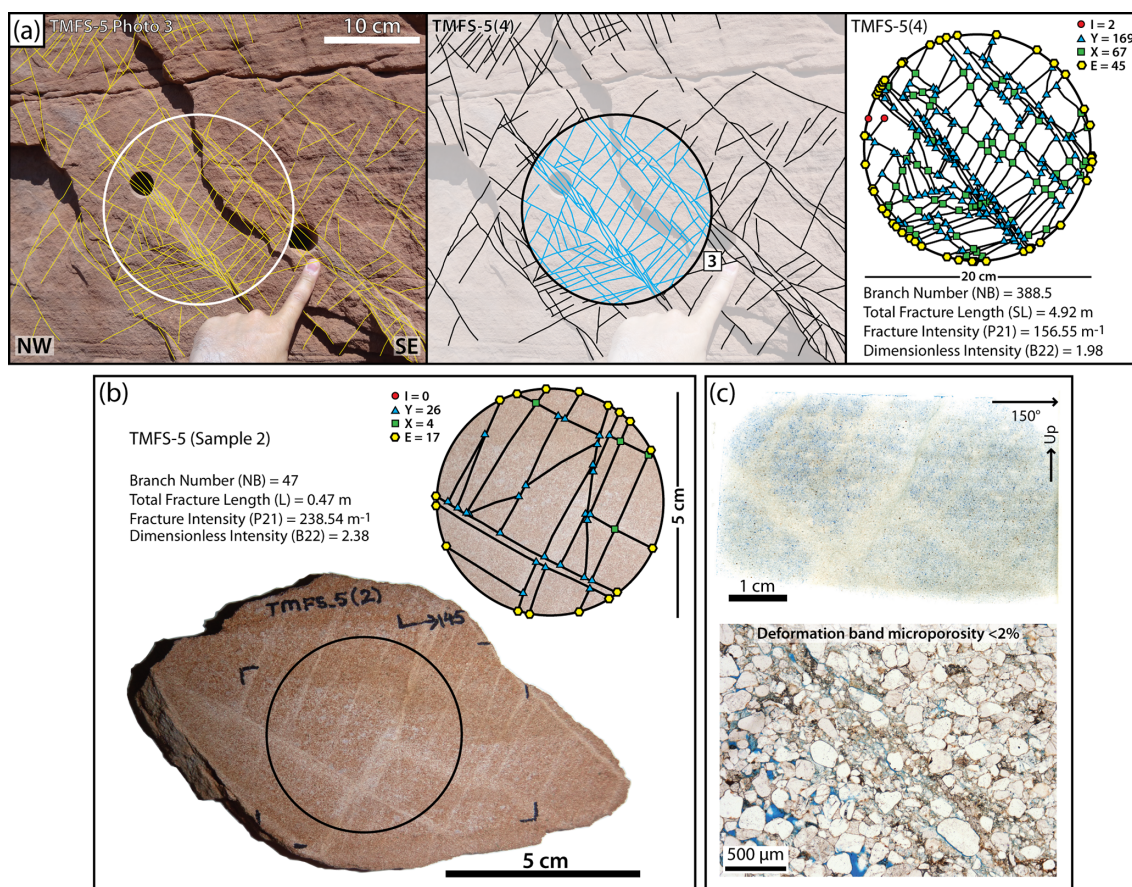 (a)
TMFS-5 Photo 3
10 cm
NW
SE
TMFS-5(4)
3
TMFS-5(4)
I = 2
Y = 169
X = 67
E = 45
20 cm
Branch Number (NB) = 388.5
Total Fracture Length (SL) = 4.92 m
Fracture Intensity (P21) = 156.55 m-1
Dimensionless Intensity (B22) = 1.98
(b)
TMFS-5 (Sample 2)
Branch Number (NB) = 47
Total Fracture Length (L) = 0.47 m
Fracture Intensity (P21) = 238.54 m-1
Dimensionless Intensity (B22) = 2.38
I = 0
Y = 26
X = 4
E = 17
5 cm
TMFS-5(2)
145
5 cm
(c)
150°
Up
1 cm
Deformation band microporosity <2%
500 µm